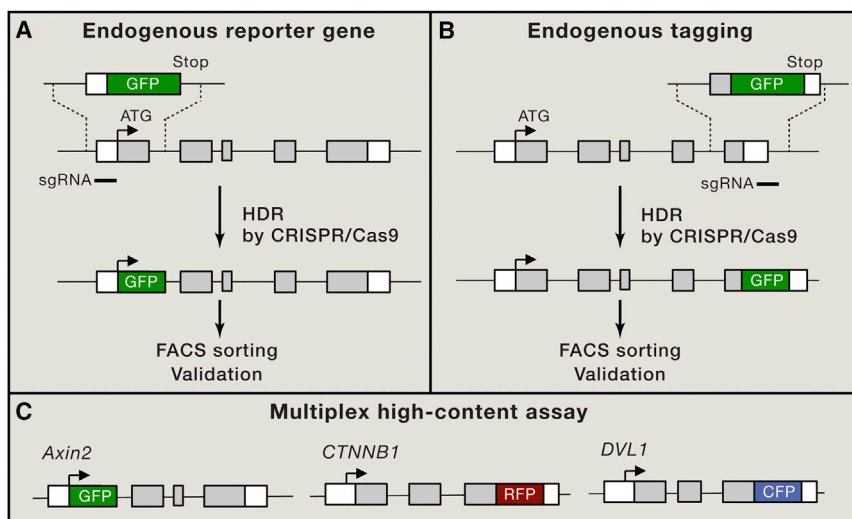 A
Endogenous reporter gene
Stop
GFP
ATG
sgRNA
HDR
by CRISPR/Cas9
GFP
FACS sorting
Validation
B
Endogenous tagging
Stop
GFP
ATG
sgRNA
HDR
by CRISPR/Cas9
GFP
FACS sorting
Validation
C
Multiplex high-content assay
Axin2
GFP
CTNNB1
RFP
DVL1
CFP